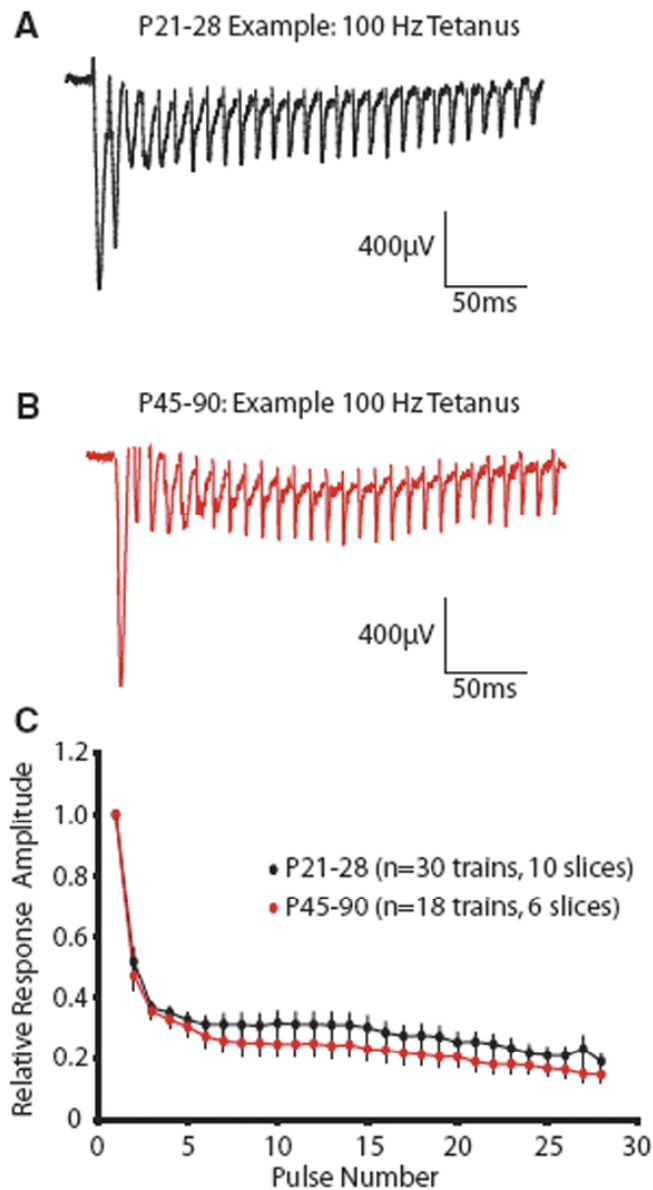 A
P21-28 Example: 100 Hz Tetanus
400µV
50ms
B
P45-90: Example 100 Hz Tetanus
400µV
50ms
C
Relative Response Amplitude
1.2
1.0
0.8
0.6
0.4
0.2
0
P21-28 (n=30 trains, 10 slices)
P45-90 (n=18 trains, 6 slices)
0 5 10 15 20 25 30
Pulse Number